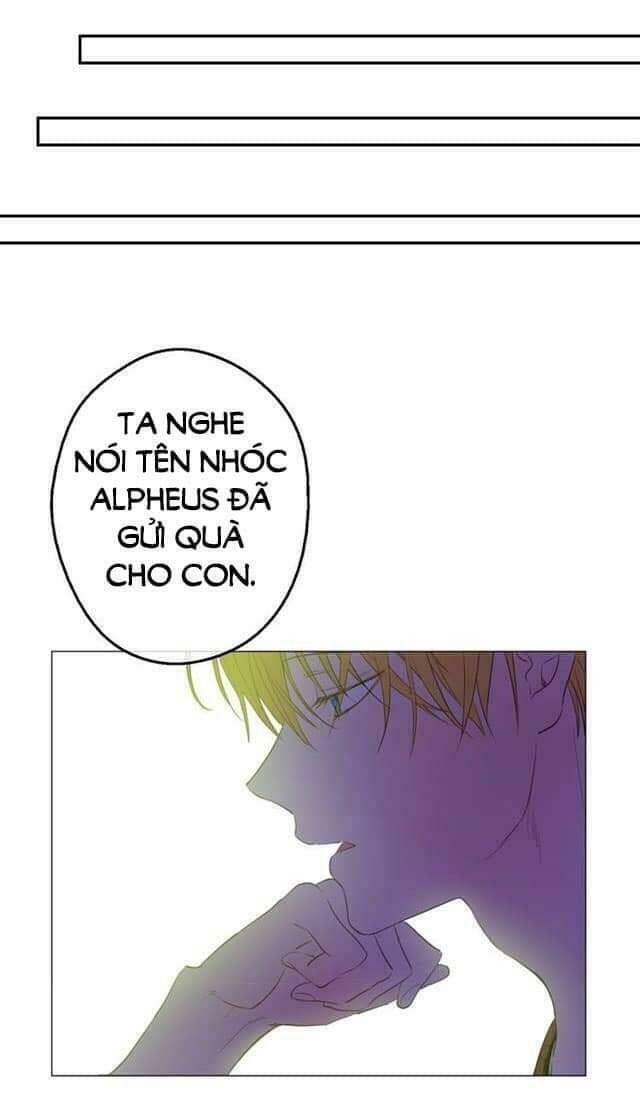 TA NGHE
NÓI TÊN NHÓC
ALPHEUS ĐÃ
GỬI QUÀ
CHO CON.